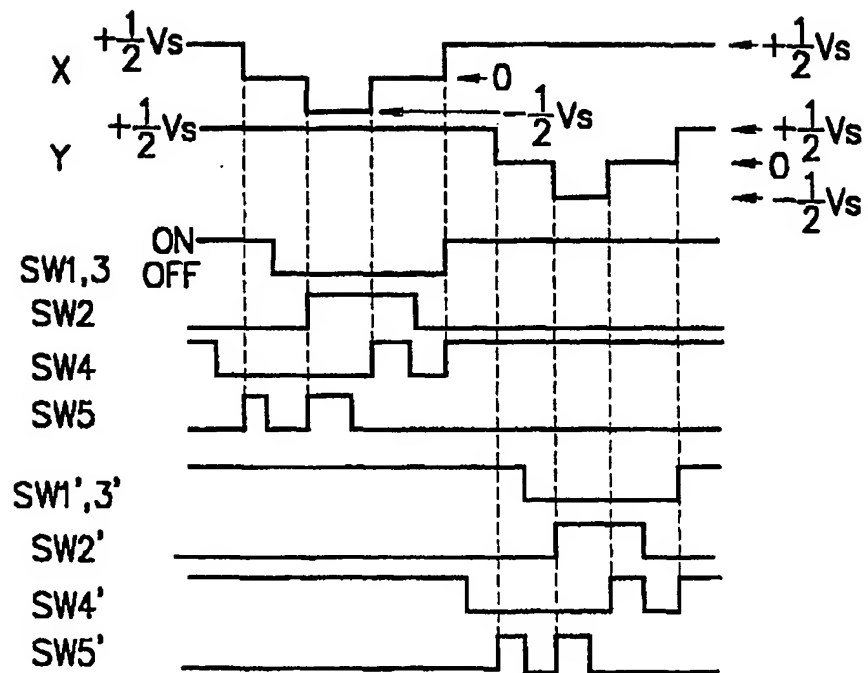 +1/2Vs
X
+1/2Vs
0
-1/2Vs
+1/2Vs
Y
+1/2Vs
0
-1/2Vs
ON
OFF
SW1,3
SW2
SW4
SW5
SW1',3'
SW2'
SW4'
SW5'